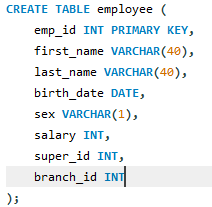 CREATE TABLE employee (
emp_id INT PRIMARY KEY,
first_name VARCHAR(40),
last_name VARCHAR(40),
birth_date DATE,
sex VARCHAR(1),
salary INT,
super_id INT,
branch_id INT
);